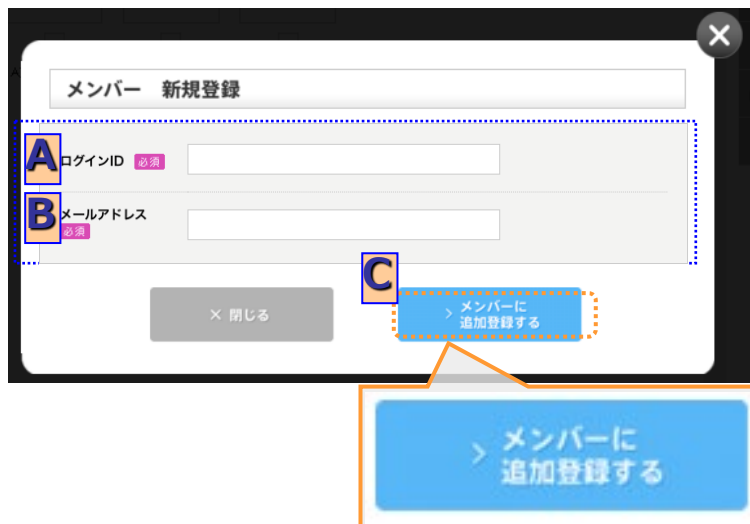 メンバー　新規登録
A
ログインID 必須
B
メールアドレス
必須
C
× 閉じる
> メンバーに
追加登録する
> メンバーに
追加登録する